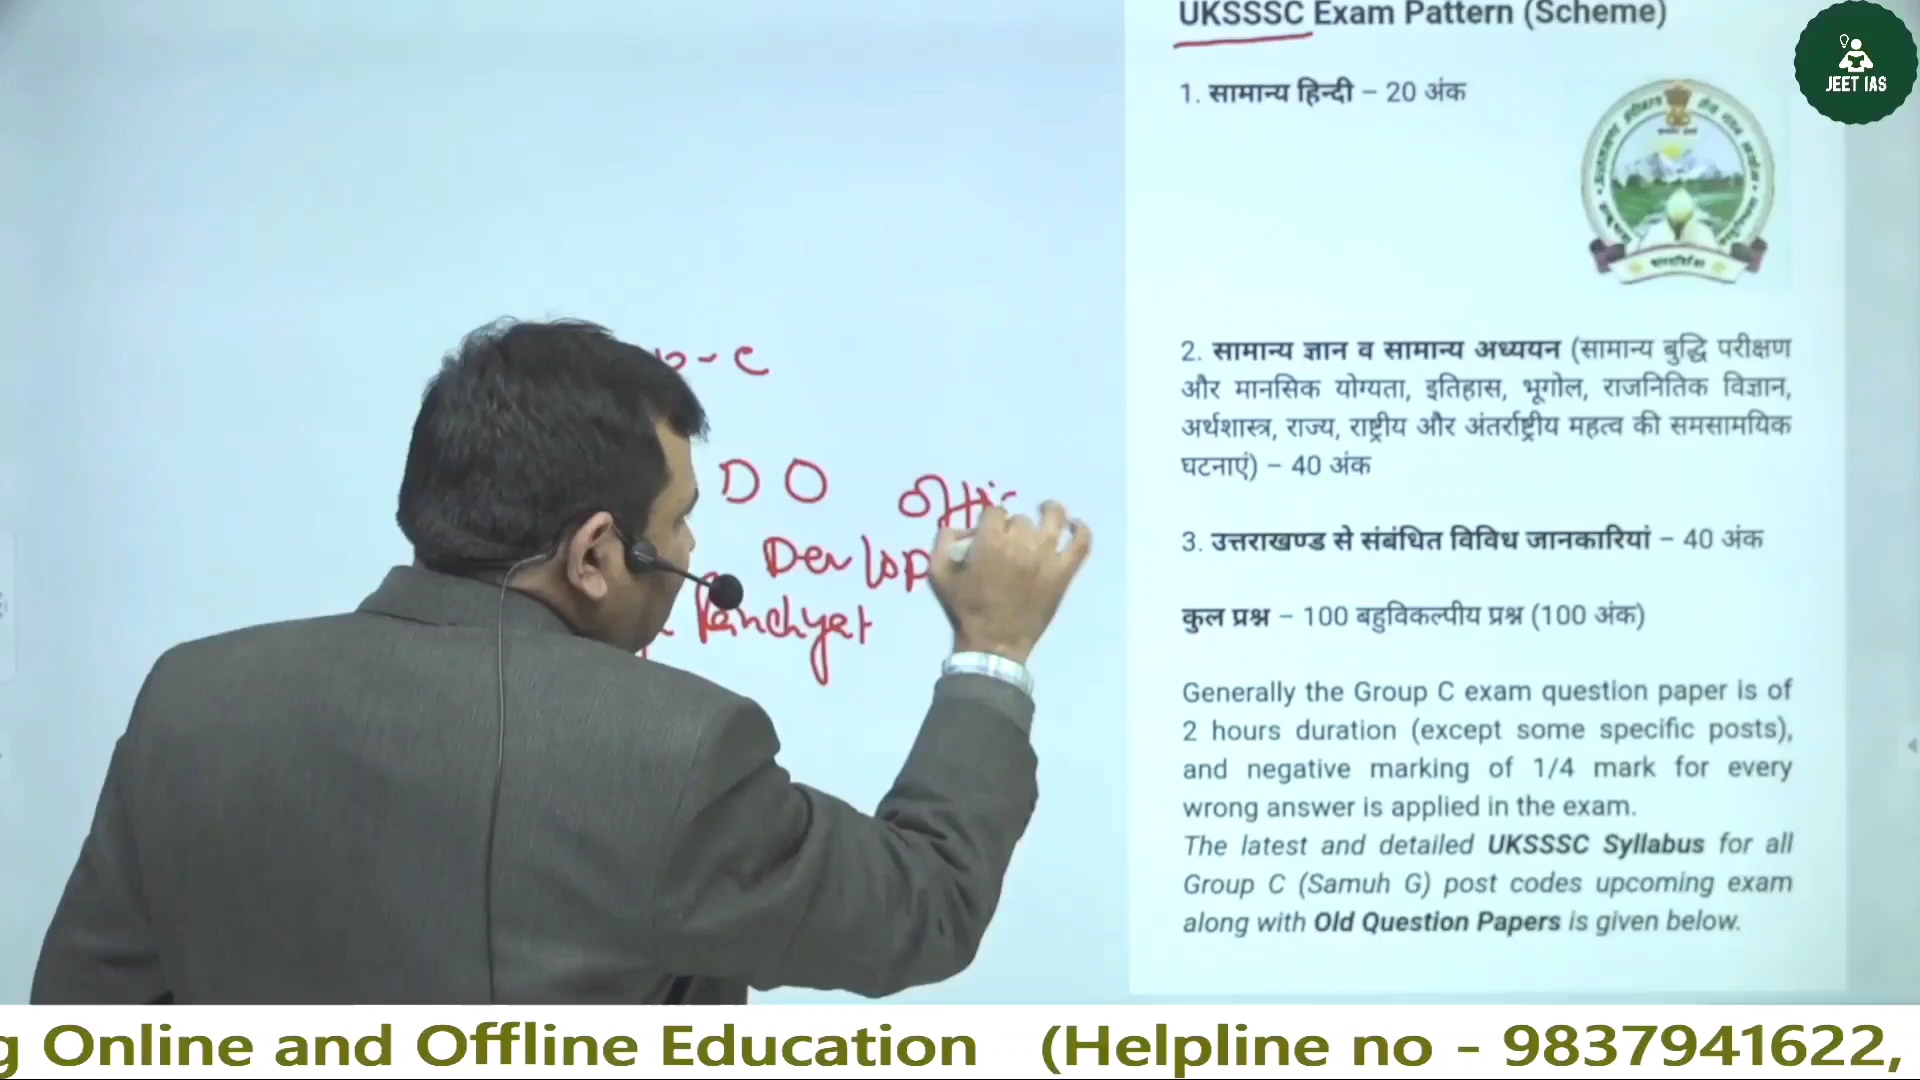 UKSSSC Exam Pattern (Scheme)
JEET IAS
1. सामान्य हिन्दी – 20 अंक
2. सामान्य ज्ञान व सामान्य अध्ययन (सामान्य बुद्धि परीक्षण
और मानसिक योग्यता, इतिहास, भूगोल, राजनितिक विज्ञान,
अर्थशास्त्र, राज्य, राष्ट्रीय और अंतर्राष्ट्रीय महत्व की समसामयिक
घटनाएं) – 40 अंक
3. उत्तराखण्ड से संबंधित विविध जानकारियां – 40 अंक
कुल प्रश्न – 100 बहुविकल्पीय प्रश्न (100 अंक)
Generally the Group C exam question paper is of
2 hours duration (except some specific posts),
and negative marking of 1/4 mark for every
wrong answer is applied in the exam.
The latest and detailed UKSSSC Syllabus for all
Group C (Samuh G) post codes upcoming exam
along with Old Question Papers is given below.
p-C
DO
Panchyat
g Online and Offline Education (Helpline no - 9837941622,